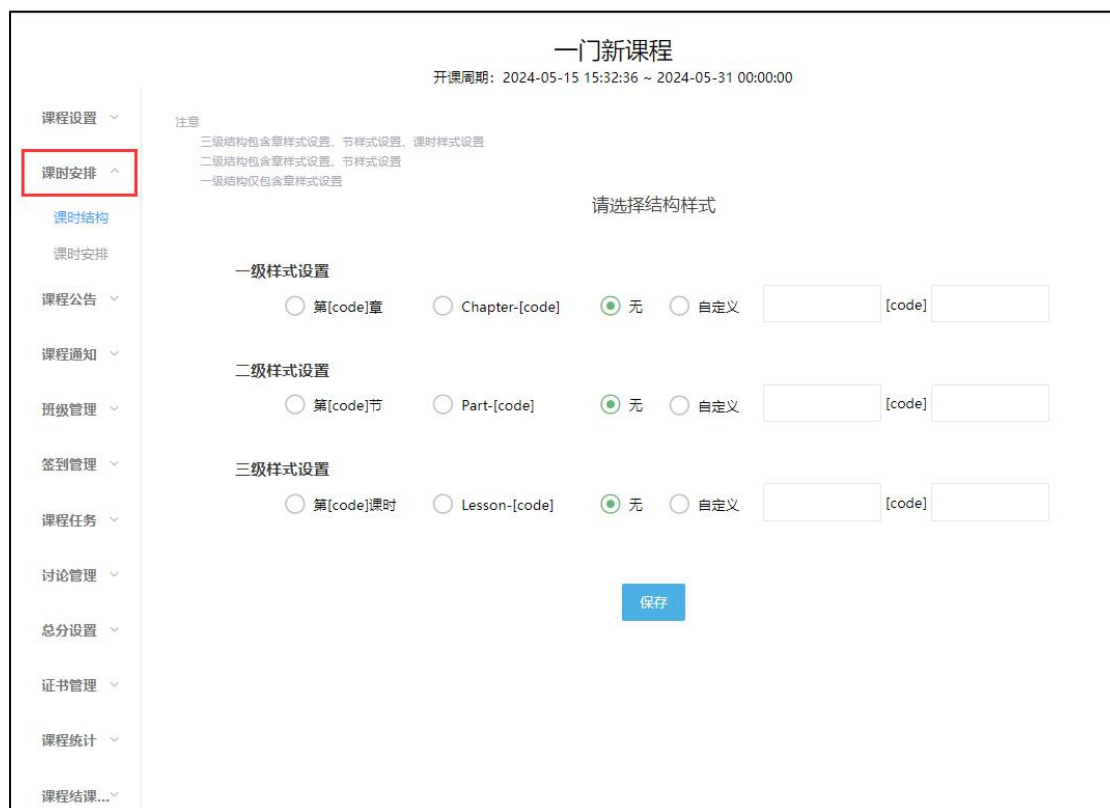 一门新课程
开课周期：2024-05-15 15:32:36 ~ 2024-05-31 00:00:00
课程设置
课时安排
课时结构
课时安排
课程公告
课程通知
班级管理
签到管理
课程任务
讨论管理
总分设置
证书管理
课程统计
课程结课...
注意
三级结构包含章样式设置、节样式设置、课时样式设置
二级结构包含章样式设置、节样式设置
一级结构仅包含章样式设置
请选择结构样式
一级样式设置
第[code]章 Chapter-[code] 无 自定义 [code]
二级样式设置
第[code]节 Part-[code] 无 自定义 [code]
三级样式设置
第[code]课时 Lesson-[code] 无 自定义 [code]
保存